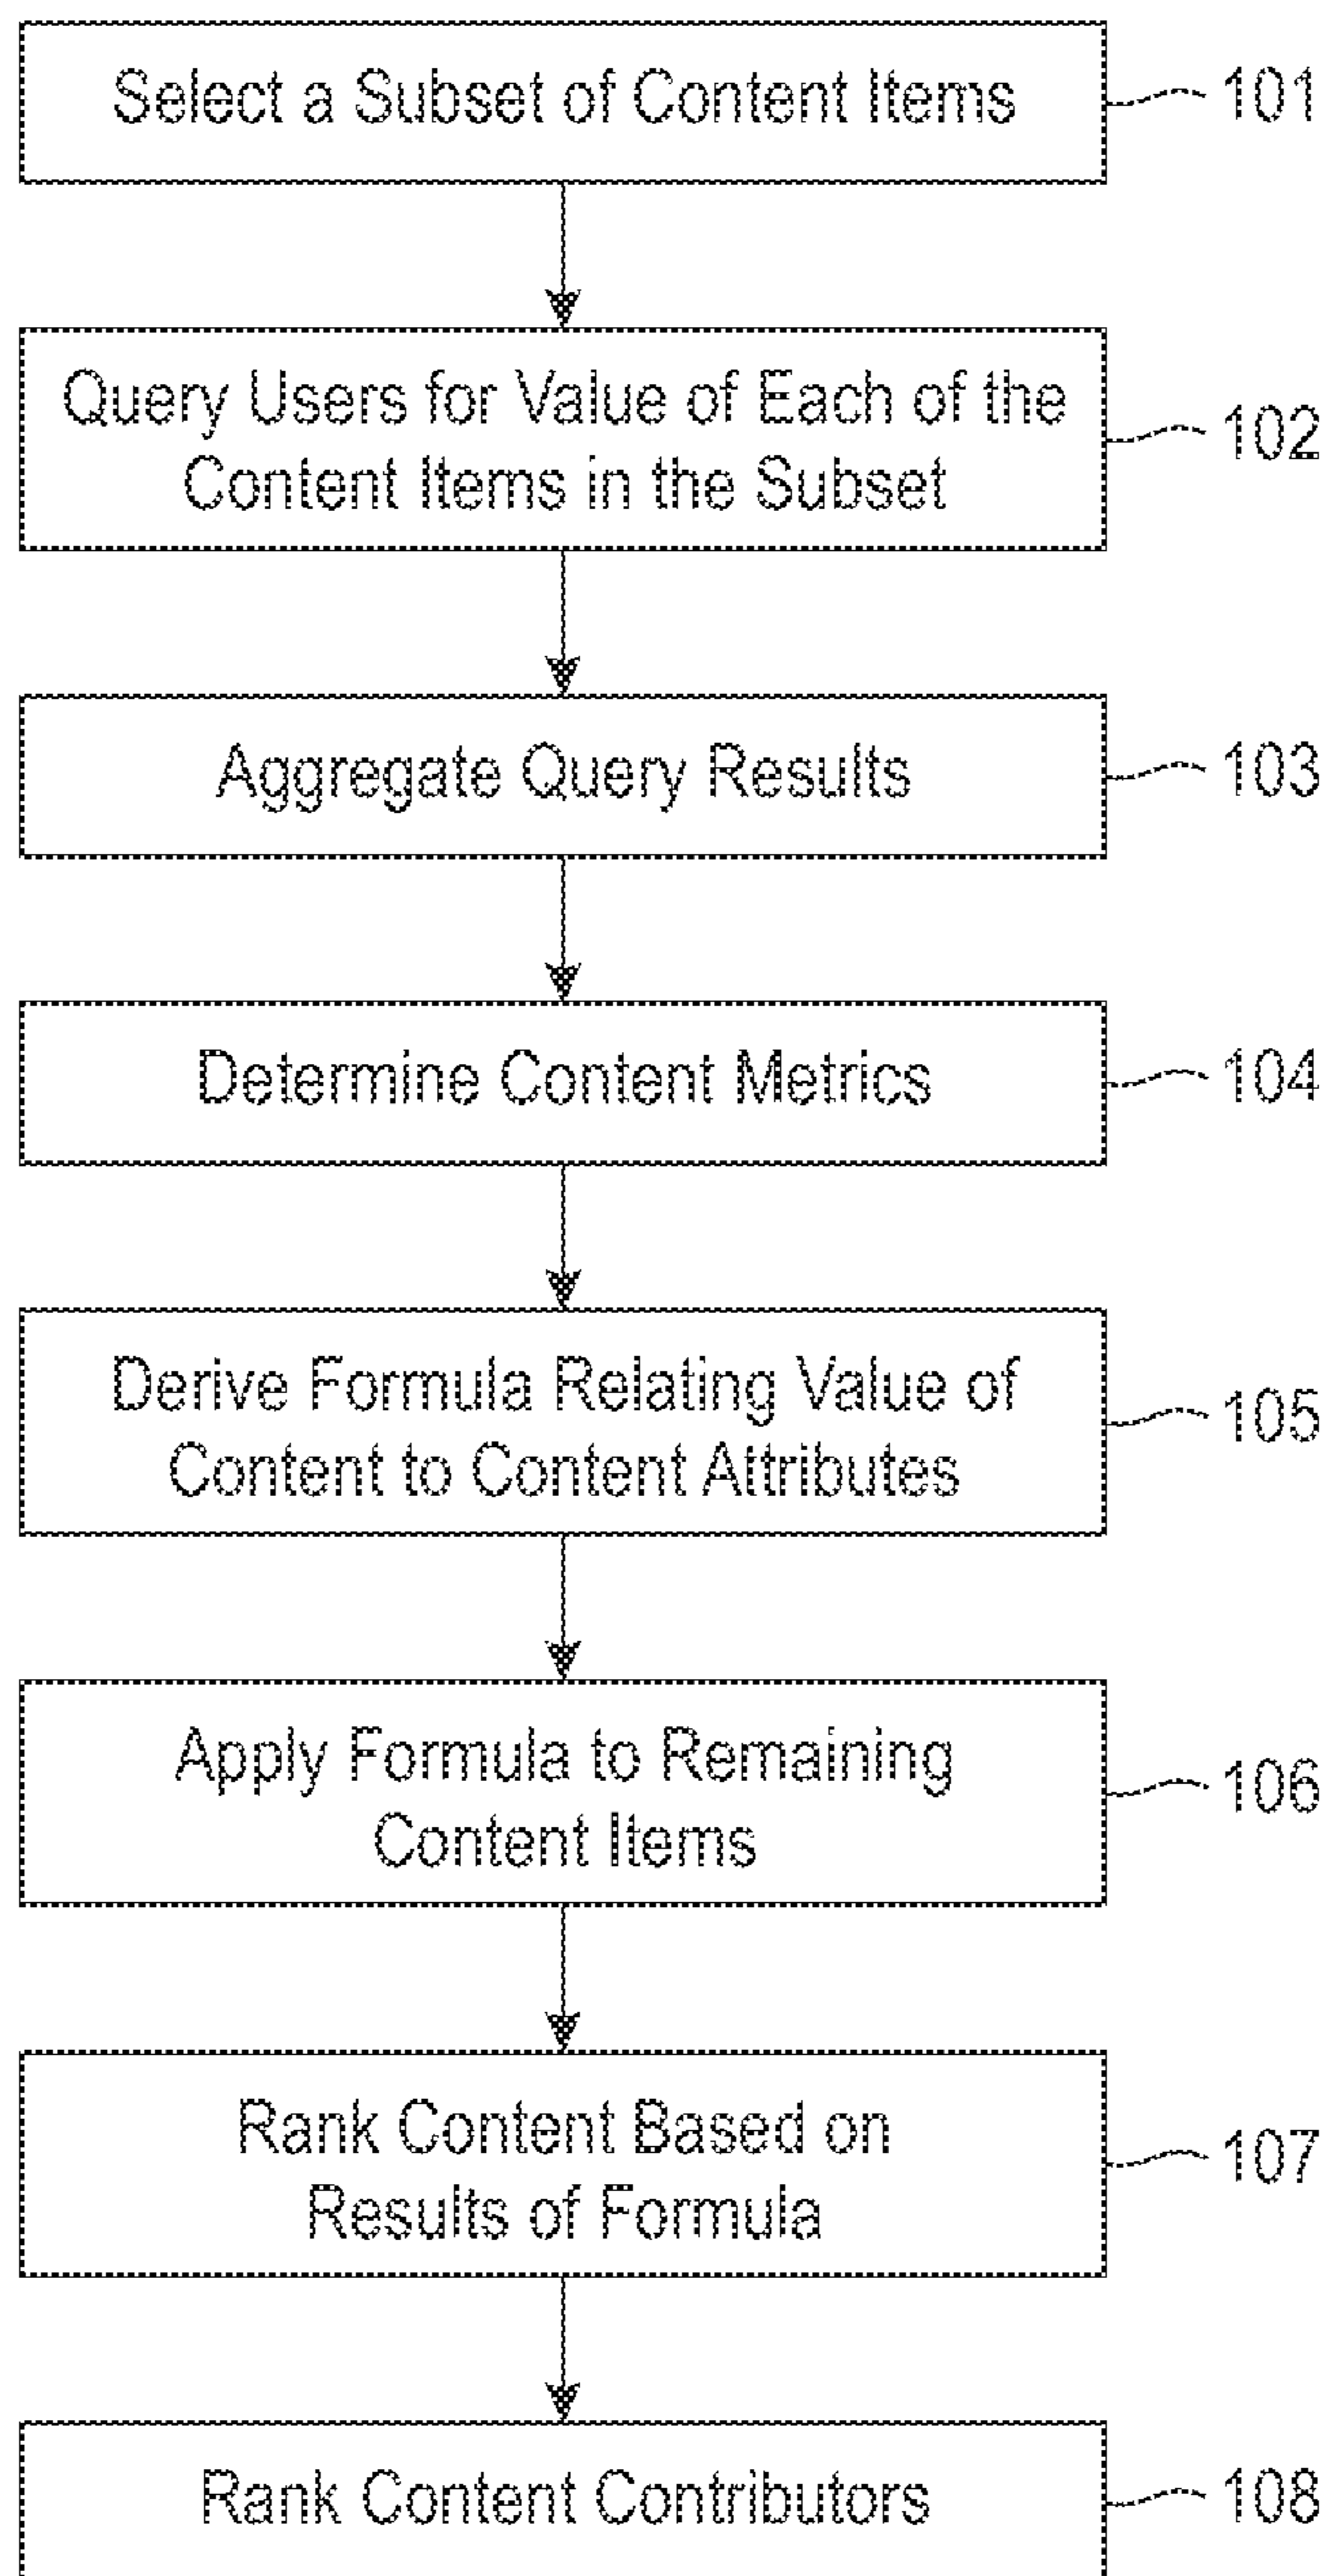 Select a Subset of Content Items
101
Query Users for Value of Each of the
Content Items in the Subset
102
Aggregate Query Results
103
Determine Content Metrics
104
Derive Formula Relating Value of
Content to Content Attributes
105
Apply Formula to Remaining
Content Items
106
Rank Content Based on
Results of Formula
107
Rank Content Contributors
108